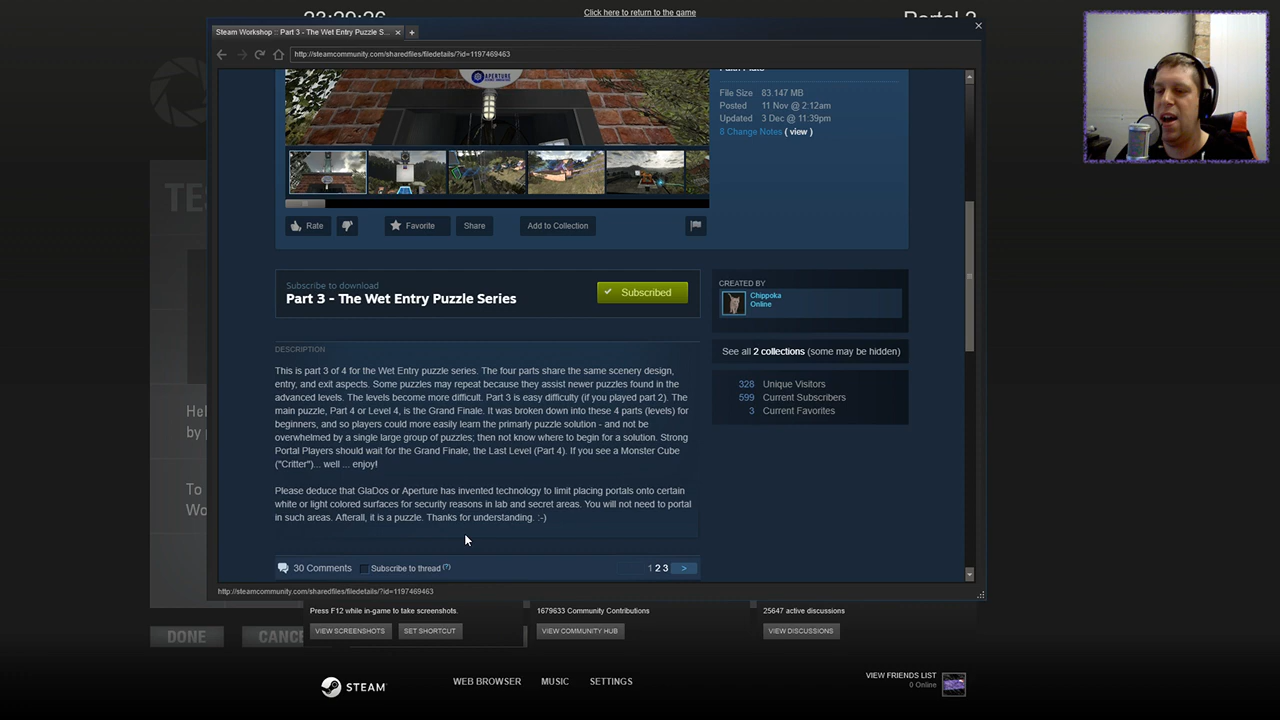 Click here to return to the game
Steam Workshop :: Part 3 - The Wet Entry Puzzle S...
http://steamcommunity.com/sharedfiles/filedetails/?id=1197469463
APERTURE
File Size 83.147 MB
Posted 11 Nov @ 2:12am
Updated 3 Dec @ 11:39pm
8 Change Notes ( view )
Rate
Favorite
Share
Add to Collection
Subscribe to download
Part 3 - The Wet Entry Puzzle Series
Subscribed
CREATED BY
Chippoka
Online
See all 2 collections (some may be hidden)
328 Unique Visitors
599 Current Subscribers
3 Current Favorites
DESCRIPTION
This is part 3 of 4 for the Wet Entry puzzle series. The four parts share the same scenery design,
entry, and exit aspects. Some puzzles may repeat because they assist newer puzzles found in the
advanced levels. The levels become more difficult. Part 3 is easy difficulty (if you played part 2). The
main puzzle, Part 4 or Level 4, is the Grand Finale. It was broken down into these 4 parts (levels) for
beginners, and so players could more easily learn the primarly puzzle solution - and not be
overwhelmed by a single large group of puzzles; then not know where to begin for a solution. Strong
Portal Players should wait for the Grand Finale, the Last Level (Part 4). If you see a Monster Cube
("Critter")... well ... enjoy!
Please deduce that GlaDos or Aperture has invented technology to limit placing portals onto certain
white or light colored surfaces for security reasons in lab and secret areas. You will not need to portal
in such areas. Afterall, it is a puzzle. Thanks for understanding. :-)
30 Comments Subscribe to thread (?)
1 2 3 >
http://steamcommunity.com/sharedfiles/filedetails/?id=1197469463
Press F12 while in-game to take screenshots.
1679633 Community Contributions
25647 active discussions
VIEW SCREENSHOTS
SET SHORTCUT
VIEW COMMUNITY HUB
VIEW DISCUSSIONS
DONE
CANC
TES
Hel
by p
To
Wo
STEAM
WEB BROWSER
MUSIC
SETTINGS
VIEW FRIENDS LIST
0 Online